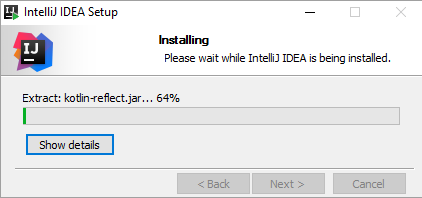 IntelliJ IDEA Setup
IJ
Installing
Please wait while IntelliJ IDEA is being installed.
Extract: kotlin-reflect.jar... 64%
Show details
< Back Next > Cancel